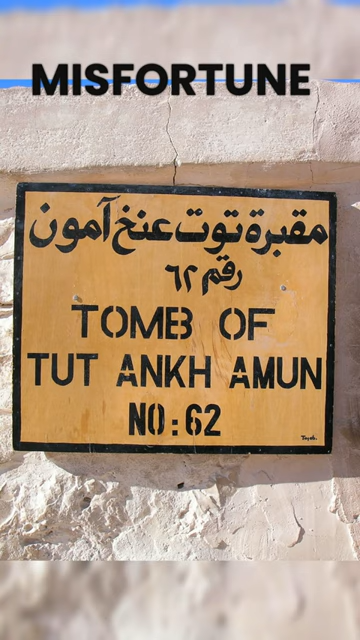 MISFORTUNE
مقبرة توت عنخ آمون
رقم ٦٢
TOMB OF
TUT ANKH AMUN
NO: 62